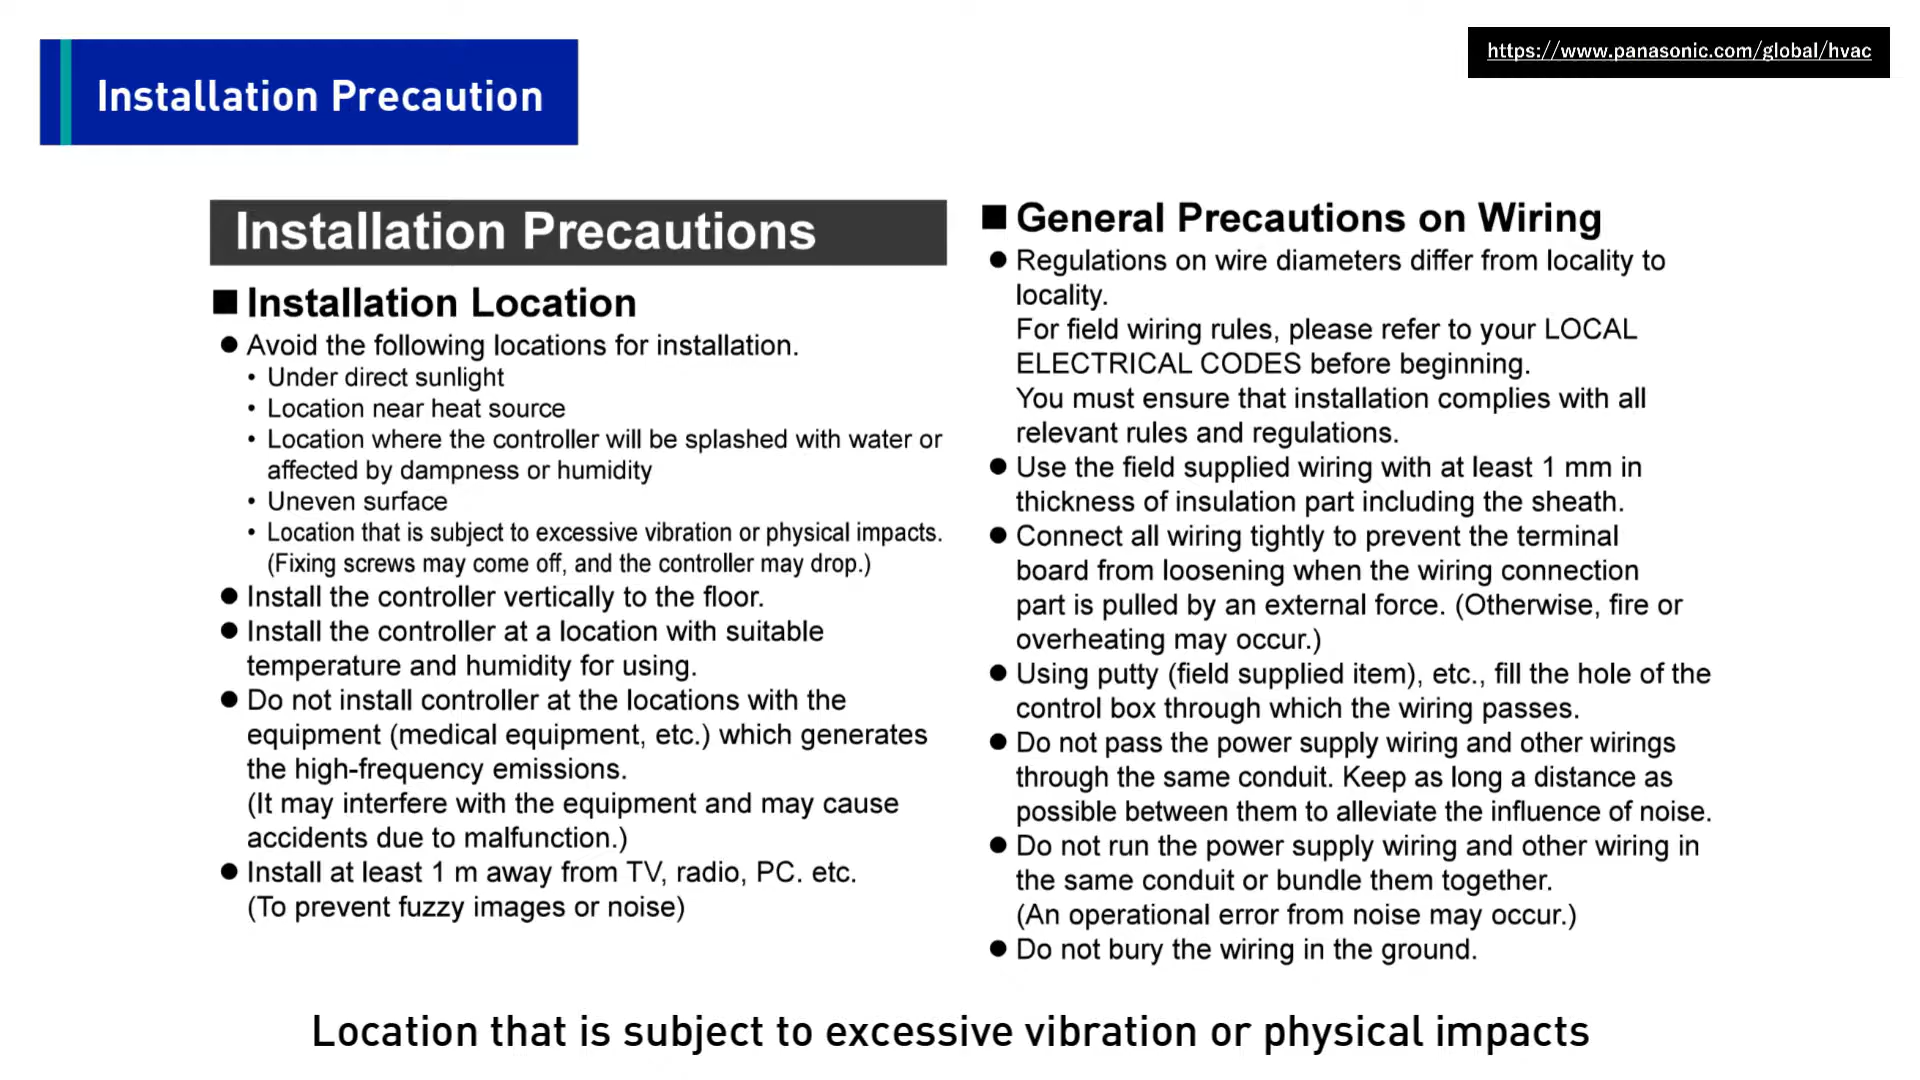 Installation Precaution
https://www.panasonic.com/global/hvac
Installation Precautions
■ Installation Location
● Avoid the following locations for installation.
• Under direct sunlight
• Location near heat source
• Location where the controller will be splashed with water or
affected by dampness or humidity
• Uneven surface
• Location that is subject to excessive vibration or physical impacts.
(Fixing screws may come off, and the controller may drop.)
● Install the controller vertically to the floor.
● Install the controller at a location with suitable
temperature and humidity for using.
● Do not install controller at the locations with the
equipment (medical equipment, etc.) which generates
the high-frequency emissions.
(It may interfere with the equipment and may cause
accidents due to malfunction.)
● Install at least 1 m away from TV, radio, PC. etc.
(To prevent fuzzy images or noise)
■ General Precautions on Wiring
● Regulations on wire diameters differ from locality to
locality.
For field wiring rules, please refer to your LOCAL
ELECTRICAL CODES before beginning.
You must ensure that installation complies with all
relevant rules and regulations.
● Use the field supplied wiring with at least 1 mm in
thickness of insulation part including the sheath.
● Connect all wiring tightly to prevent the terminal
board from loosening when the wiring connection
part is pulled by an external force. (Otherwise, fire or
overheating may occur.)
● Using putty (field supplied item), etc., fill the hole of the
control box through which the wiring passes.
● Do not pass the power supply wiring and other wirings
through the same conduit. Keep as long a distance as
possible between them to alleviate the influence of noise.
● Do not run the power supply wiring and other wiring in
the same conduit or bundle them together.
(An operational error from noise may occur.)
● Do not bury the wiring in the ground.
Location that is subject to excessive vibration or physical impacts